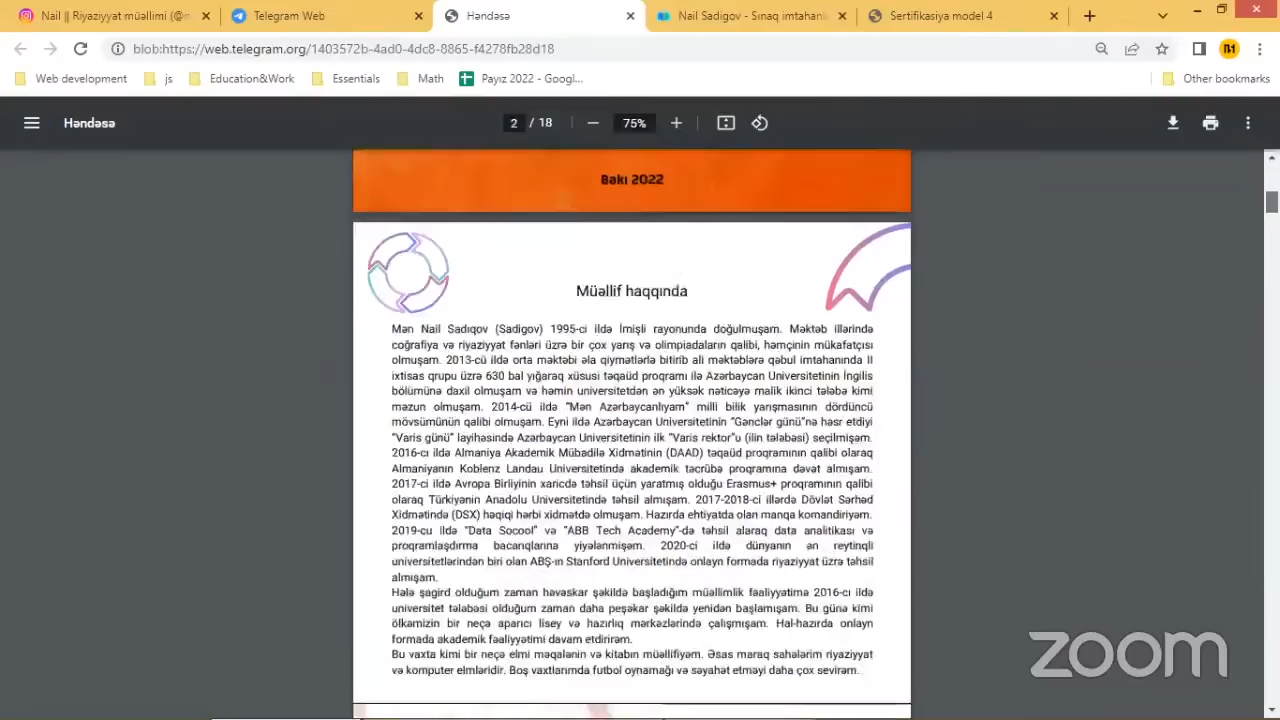 Nail | Riyaziyyat müəllimi (@n
Telegram Web
Həndəsə
Nail Sadigov - Sınaq imtahanı
Sertifikasiya model 4
blob:https://web.telegram.org/1403572b-4ad0-4dc8-8865-f4278fb28d18
Web development
js
Education&Work
Essentials
Math
Payız 2022 - Googl...
Other bookmarks
Həndəsə
2 / 18
75%
Bakı 2022
Müəllif haqqında
Mən Nail Sadıqov (Sadigov) 1995-ci ildə İmişli rayonunda doğulmuşam. Məktəb illərində
coğrafiya və riyaziyyat fənləri üzrə bir çox yarış və olimpiadaların qalibi, həmçinin mükafatçısı
olmuşam. 2013-cü ildə orta məktəbi əla qiymətlərlə bitirib ali məktəblərə qəbul imtahanında II
ixtisas qrupu üzrə 630 bal yığaraq xüsusi təqaüd proqramı ilə Azərbaycan Universitetinin İngilis
bölümünə daxil olmuşam və həmin universitetdən ən yüksək nəticəyə malik ikinci tələbə kimi
məzun olmuşam. 2014-cü ildə “Mən Azərbaycanlıyam” milli bilik yarışmasının dördüncü
mövsümünün qalibi olmuşam. Eyni ildə Azərbaycan Universitetinin “Gənclər günü”nə həsr etdiyi
“Varis günü” layihəsində Azərbaycan Universitetinin ilk “Varis rektor”u (ilin tələbəsi) seçilmişəm.
2016-cı ildə Almaniya Akademik Mübadilə Xidmətinin (DAAD) təqaüd proqramının qalibi olaraq
Almaniyanın Koblenz Landau Universitetində akademik təcrübə proqramına dəvət almışam.
2017-ci ildə Avropa Birliyinin xaricdə təhsil üçün yaratmış olduğu Erasmus+ proqramının qalibi
olaraq Türkiyənin Anadolu Universitetində təhsil almışam. 2017-2018-ci illərdə Dövlət Sərhəd
Xidmətində (DSX) həqiqi hərbi xidmətdə olmuşam. Hazırda ehtiyatda olan manqa komandiriyəm.
2019-cu ildə “Data Socool” və “ABB Tech Academy”-də təhsil alaraq data analitikası və
proqramlaşdırma bacarıqlarına yiyələnmişəm. 2020-ci ildə dünyanın ən reytinqli
universitetlərindən biri olan ABŞ-ın Stanford Universitetində onlayn formada riyaziyyat üzrə təhsil
almışam.
Hələ şagird olduğum zaman həvəskar şəkildə başladığım müəllimlik fəaliyyətimə 2016-cı ildə
universitet tələbəsi olduğum zaman daha peşəkar şəkildə yenidən başlamışam. Bu günə kimi
ölkəmizin bir neçə aparıcı lisey və hazırlıq mərkəzlərində çalışmışam. Hal-hazırda onlayn
formada akademik fəaliyyətimi davam etdirirəm.
Bu vaxta kimi bir neçə elmi məqalənin və kitabın müəllifiyəm. Əsas maraq sahələrim riyaziyyat
və komputer elmləridir. Boş vaxtlarımda futbol oynamağı və səyahət etməyi daha çox sevirəm.
zoom